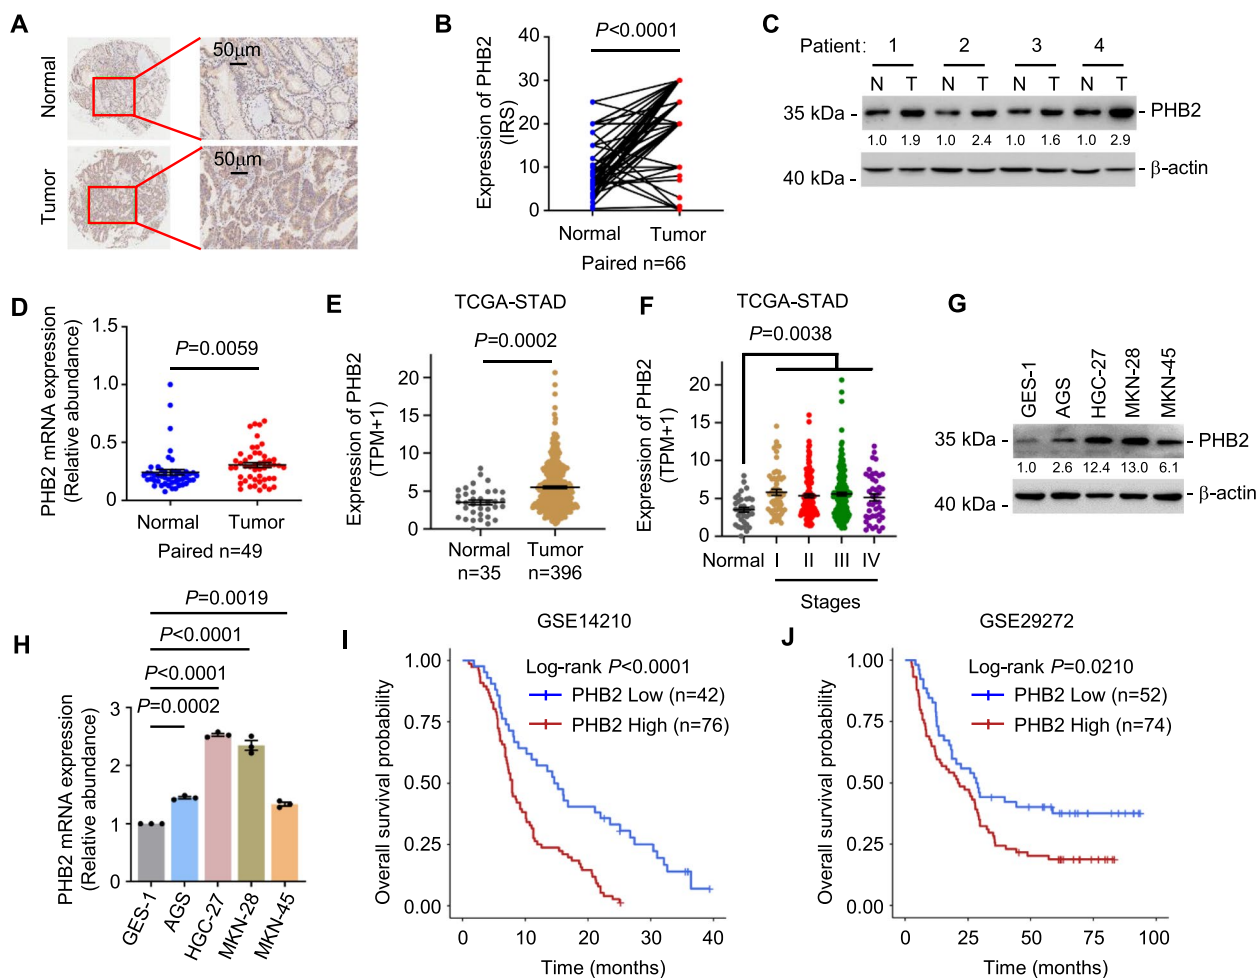 A
Normal
50μm
Tumor
50μm
B
P<0.0001
Expression of PHB2
(IRS)
40
30
20
10
0
Normal Tumor
Paired n=66
C
Patient: 1 2 3 4
N T N T N T N T
35 kDa - - PHB2
1.0 1.9 1.0 2.4 1.0 1.6 1.0 2.9
40 kDa - - β-actin
D
PHB2 mRNA expression
(Relative abundance)
1.5
1.0
0.5
0
P=0.0059
Normal Tumor
Paired n=49
E
TCGA-STAD
P=0.0002
Expression of PHB2
(TPM+1)
20
15
10
5
0
Normal Tumor
n=35 n=396
F
TCGA-STAD
P=0.0038
Expression of PHB2
(TPM+1)
20
15
10
5
0
Normal I II III IV
Stages
G
GES-1 AGS HGC-27 MKN-28 MKN-45
35 kDa - - PHB2
1.0 2.6 12.4 13.0 6.1
40 kDa - - β-actin
H
P=0.0019
P<0.0001
P<0.0001
P=0.0002
PHB2 mRNA expression
(Relative abundance)
3
2
1
0
GES-1 AGS HGC-27 MKN-28 MKN-45
I
GSE14210
Log-rank P<0.0001
PHB2 Low (n=42)
PHB2 High (n=76)
Overall survival probability
1.00
0.75
0.50
0.25
0.00
0 10 20 30 40
Time (months)
J
GSE29272
Log-rank P=0.0210
PHB2 Low (n=52)
PHB2 High (n=74)
Overall survival probability
1.00
0.75
0.50
0.25
0.00
0 25 50 75 100
Time (months)